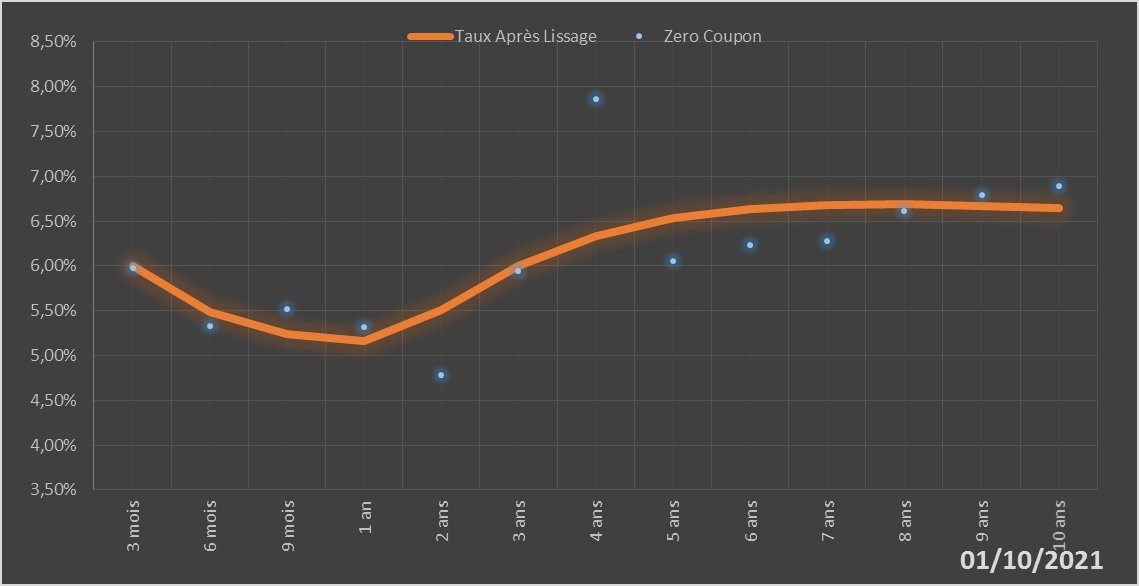 Taux Après Lissage Zero Coupon
8,50%
8,00%
7,50%
7,00%
6,50%
6,00%
5,50%
5,00%
4,50%
4,00%
3,50%
3 mois
6 mois
9 mois
1 an
2 ans
3 ans
4 ans
5 ans
6 ans
7 ans
8 ans
9 ans
10 ans
01/10/2021